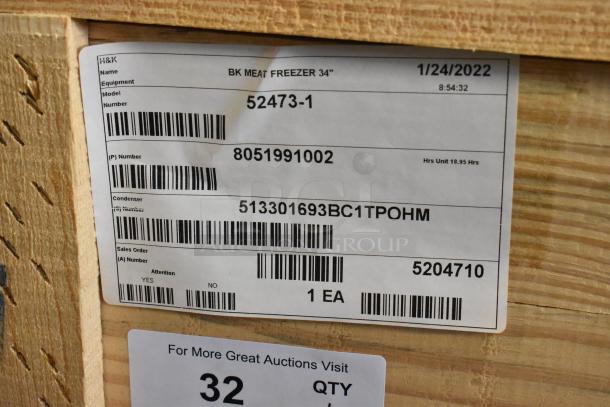 H&K
Name
Equipment
BK MEAT FREEZER 34"
1/24/2022
8:54:32
Model
Number
52473-1
(P) Number
8051991002
Hrs Unit 18.95 Hrs
Condenser
(S) Number
513301693BC1TPOHM
Sales Order
(A) Number
5204710
Attention
YES
NO
1 EA
For More Great Auctions Visit
32
QTY